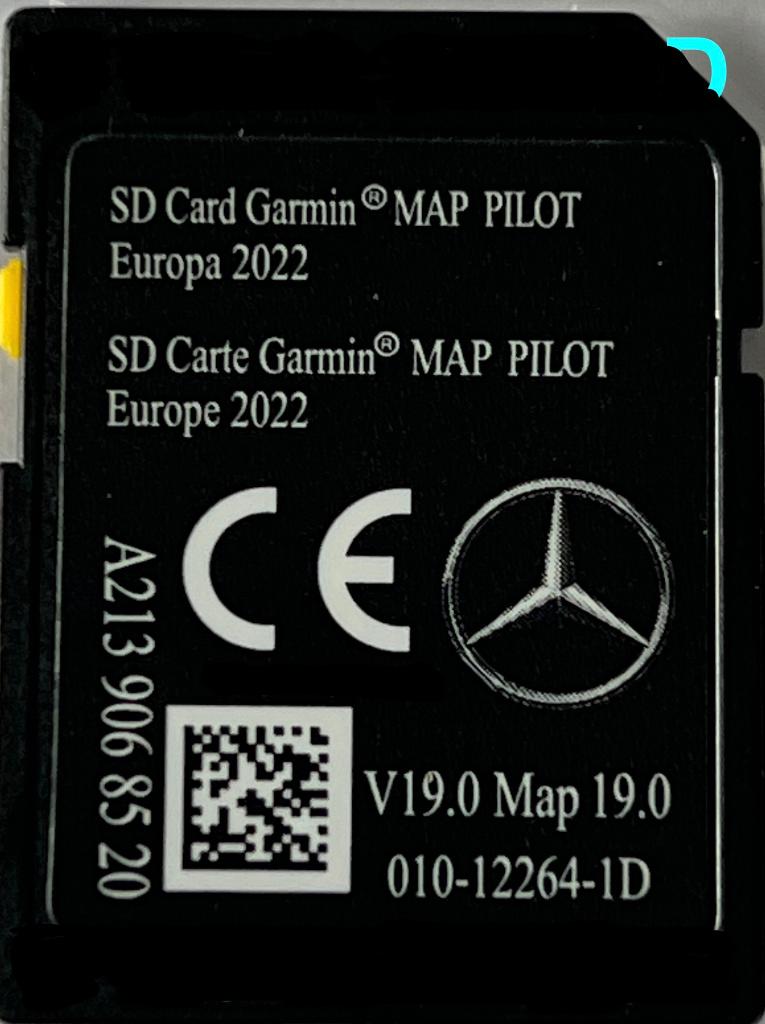 SD Card Garmin® MAP PILOT
Europa 2022
SD Carte Garmin® MAP PILOT
Europe 2022
CE
A213 906 85 20
V19.0 Map 19.0
010-12264-1D